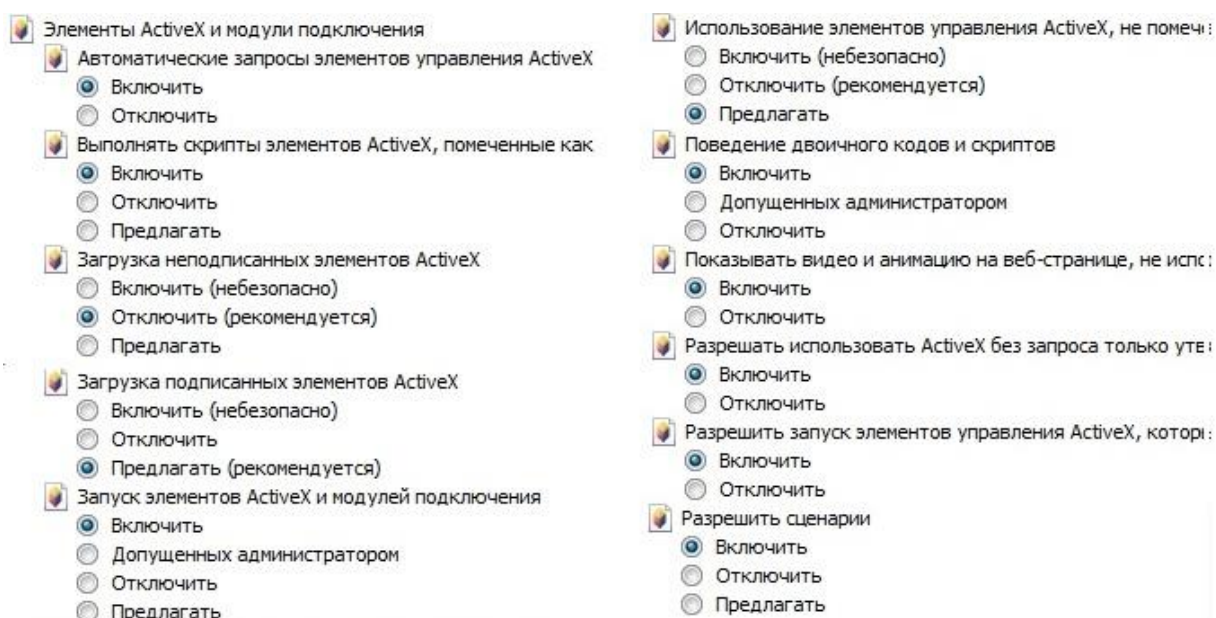 Элементы ActiveX и модули подключения
Автоматические запросы элементов управления ActiveX
Включить
Отключить
Выполнять скрипты элементов ActiveX, помеченные как
Включить
Отключить
Предлагать
Загрузка неподписанных элементов ActiveX
Включить (небезопасно)
Отключить (рекомендуется)
Предлагать
Загрузка подписанных элементов ActiveX
Включить (небезопасно)
Отключить
Предлагать (рекомендуется)
Запуск элементов ActiveX и модулей подключения
Включить
Допущенных администратором
Отключить
Предлагать
Использование элементов управления ActiveX, не
Включить (небезопасно)
Отключить (рекомендуется)
Предлагать
Поведение двоичного кодов и скриптов
Включить
Допущенных администратором
Отключить
Показывать видео и анимацию на веб-странице, не
Включить
Отключить
Разрешать использовать ActiveX без запроса только
Включить
Отключить
Разрешить запуск элементов управления ActiveX,
Включить
Отключить
Разрешить сценарии
Включить
Отключить
Предлагать